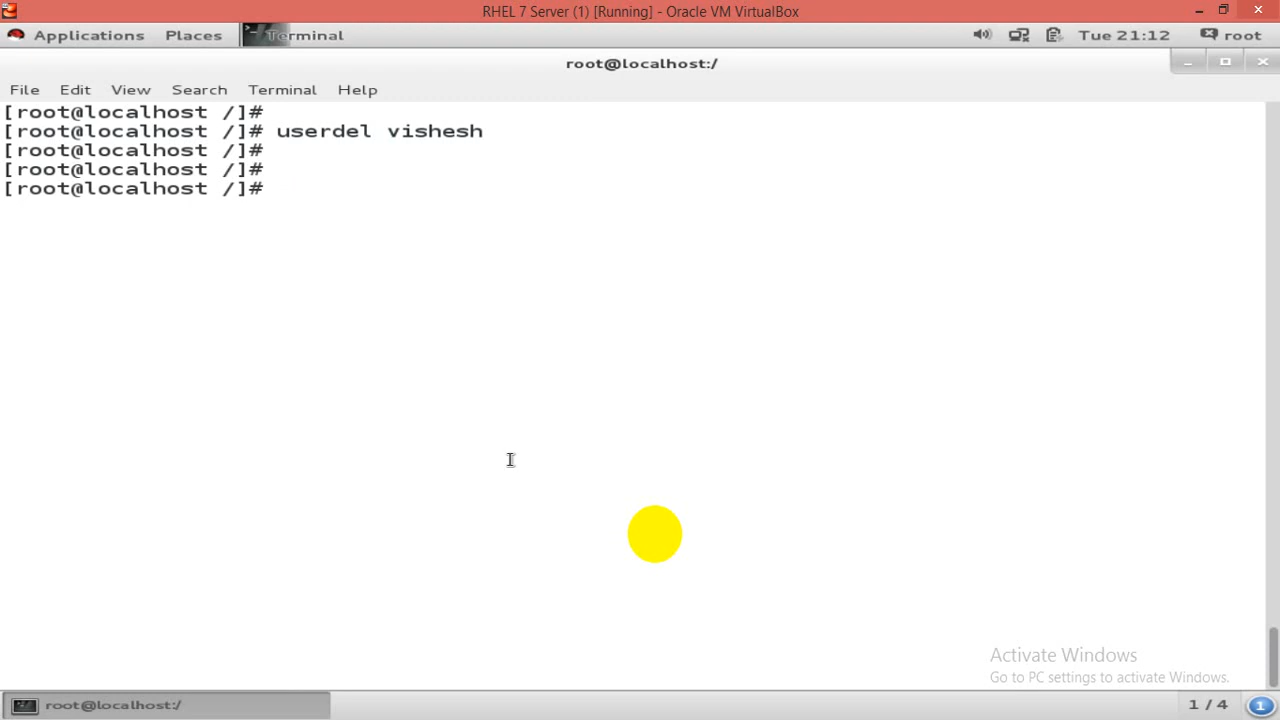 RHEL 7 Server (1) [Running] - Oracle VM VirtualBox
Applications Places Terminal Tue 21:12 root
root@localhost:/
File Edit View Search Terminal Help
[root@localhost /]#
[root@localhost /]# userdel vishesh
[root@localhost /]#
[root@localhost /]#
[root@localhost /]#
Activate Windows
Go to PC settings to activate Windows.
root@localhost:/ 1 / 4 1